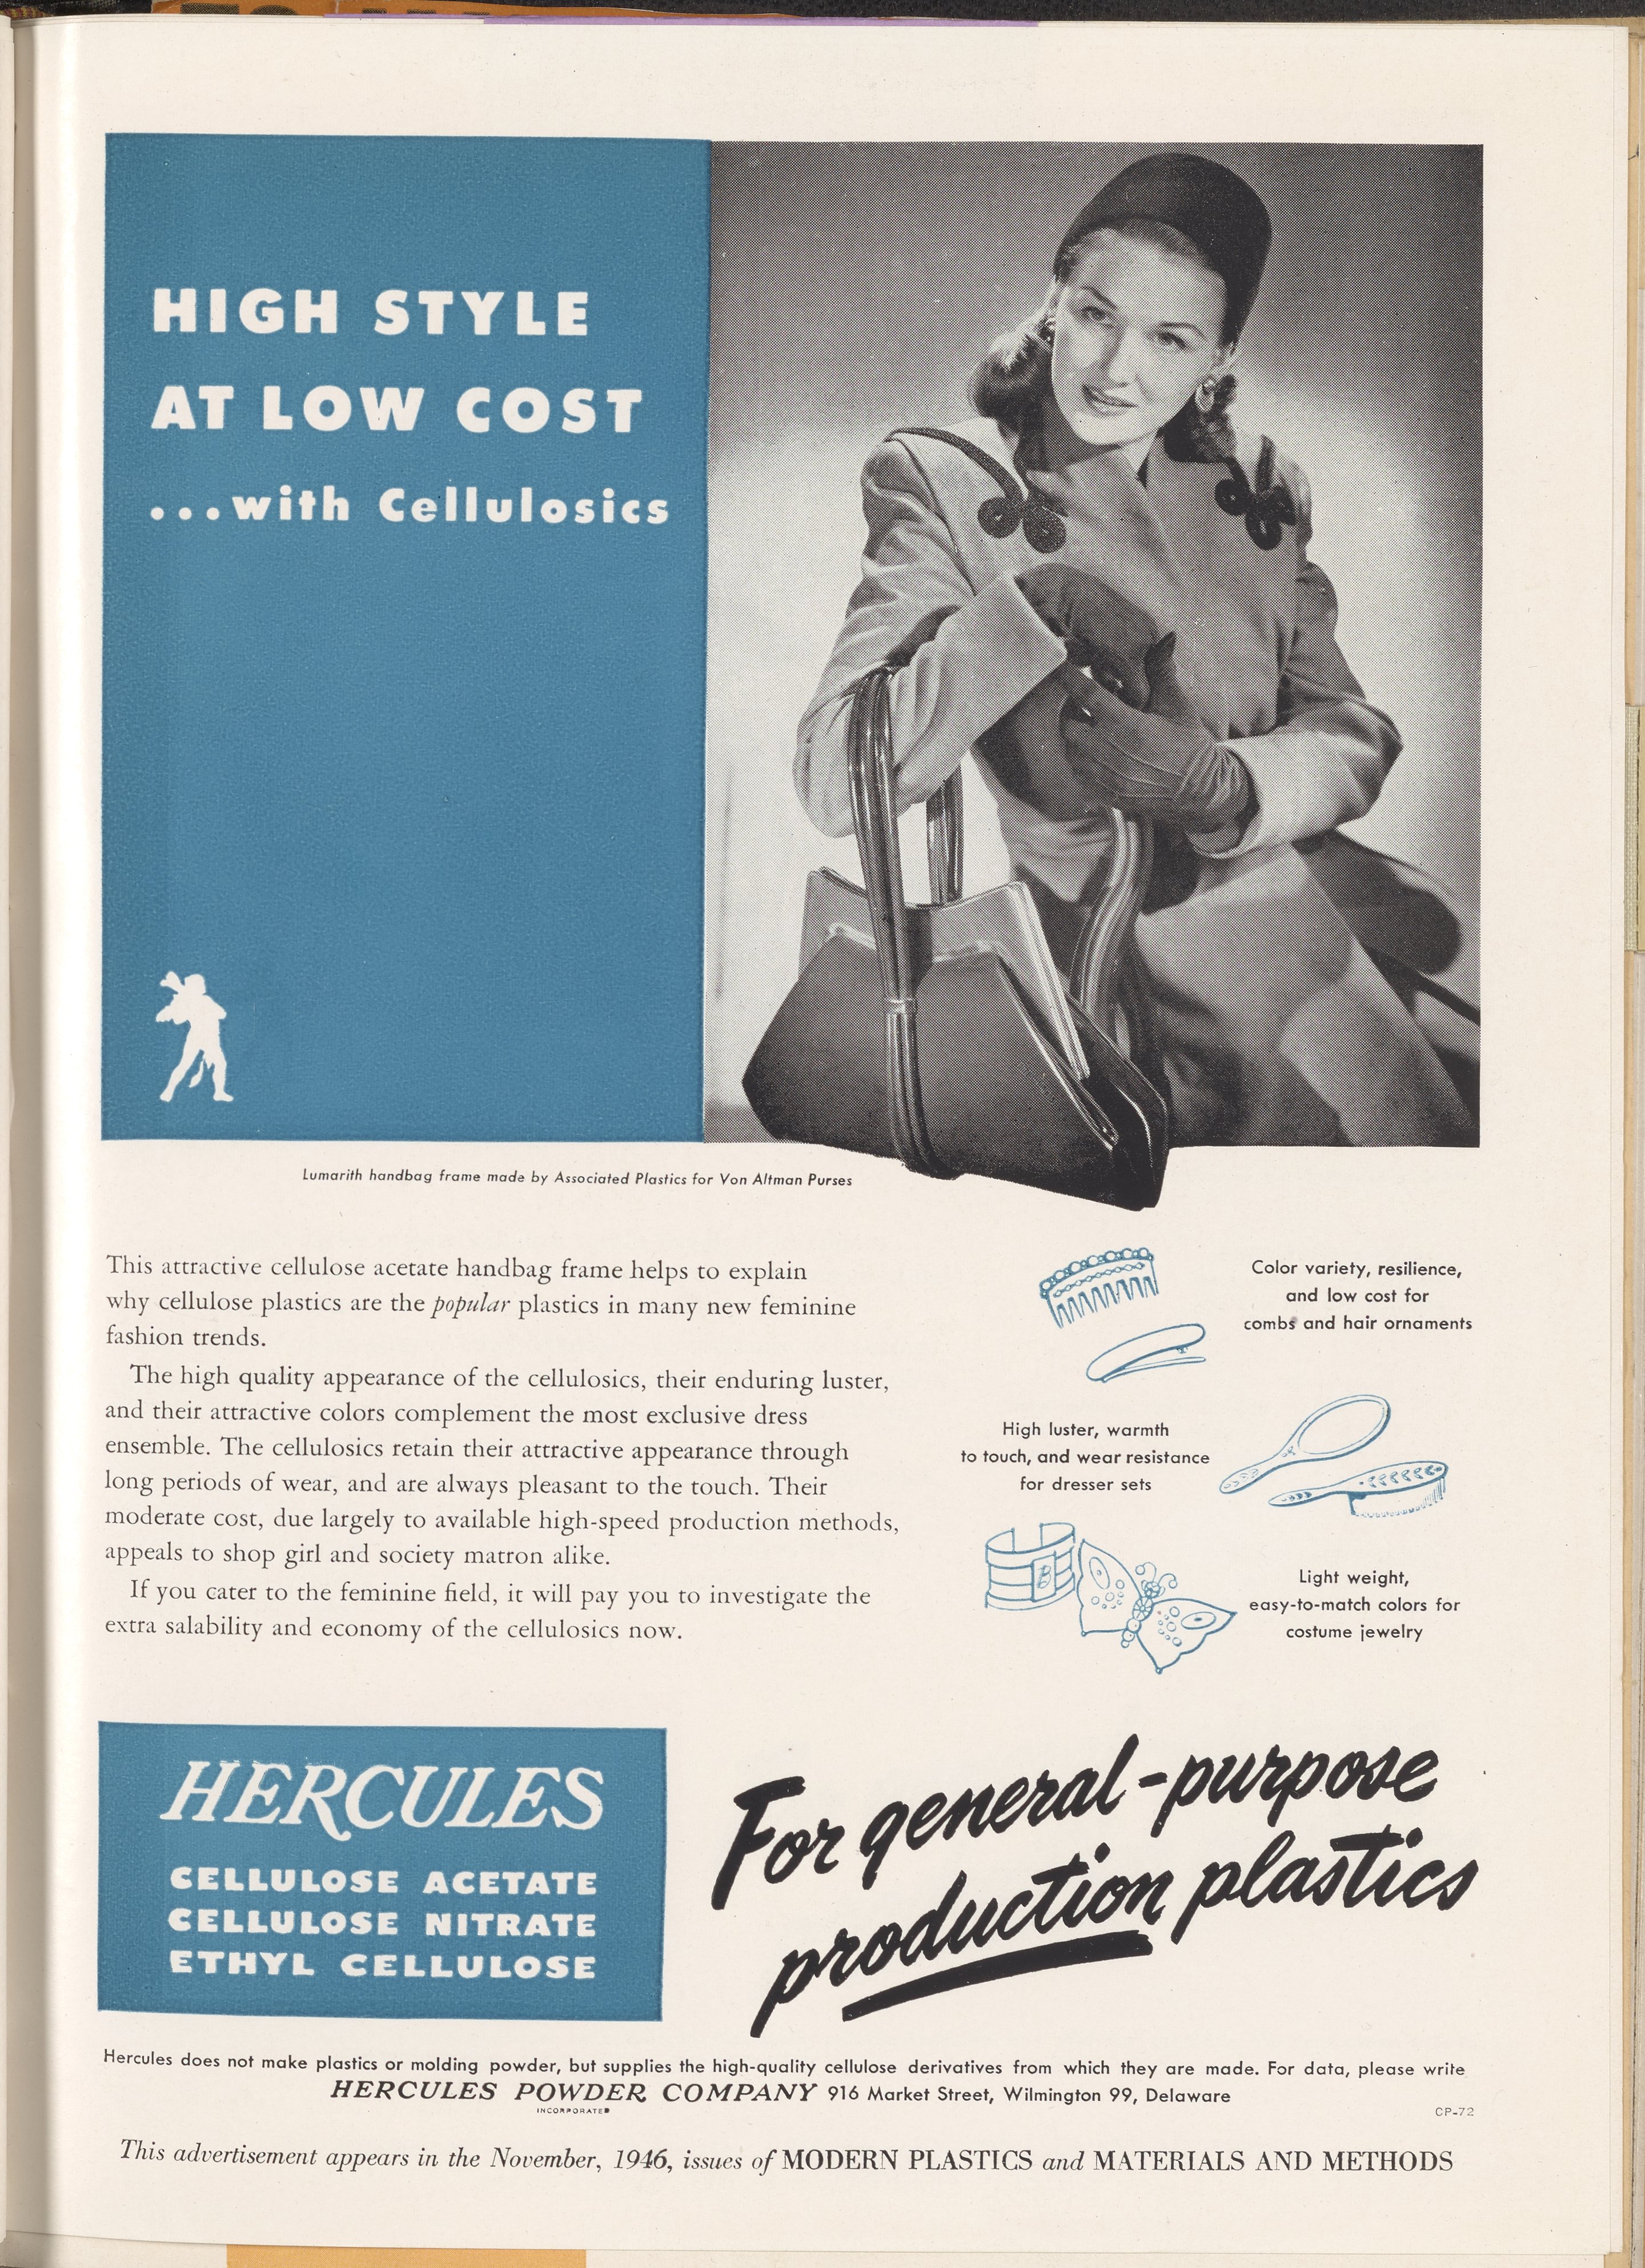 HIGH STYLE
AT LOW COST
...with Cellulosics
Lumarith handbag frame made by Associated Plastics for Von Altman Purses
This attractive cellulose acetate handbag frame helps to explain
why cellulose plastics are the popular plastics in many new feminine
fashion trends.
The high quality appearance of the cellulosics, their enduring luster,
and their attractive colors complement the most exclusive dress
ensemble. The cellulosics retain their attractive appearance through
long periods of wear, and are always pleasant to the touch. Their
moderate cost, due largely to available high-speed production methods,
appeals to shop girl and society matron alike.
If you cater to the feminine field, it will pay you to investigate the
extra salability and economy of the cellulosics now.
Color variety, resilience,
and low cost for
combs and hair ornaments
High luster, warmth
to touch, and wear resistance
for dresser sets
B
Light weight,
easy-to-match colors for
costume jewelry
HERCULES
CELLULOSE ACETATE
CELLULOSE NITRATE
ETHYL CELLULOSE
For general-purpose
production plastics
Hercules does not make plastics or molding powder, but supplies the high-quality cellulose derivatives from which they are made. For data, please write
HERCULES POWDER COMPANY 916 Market Street, Wilmington 99, Delaware
INCORPORATED
CP-72
This advertisement appears in the November, 1946, issues of MODERN PLASTICS and MATERIALS AND METHODS